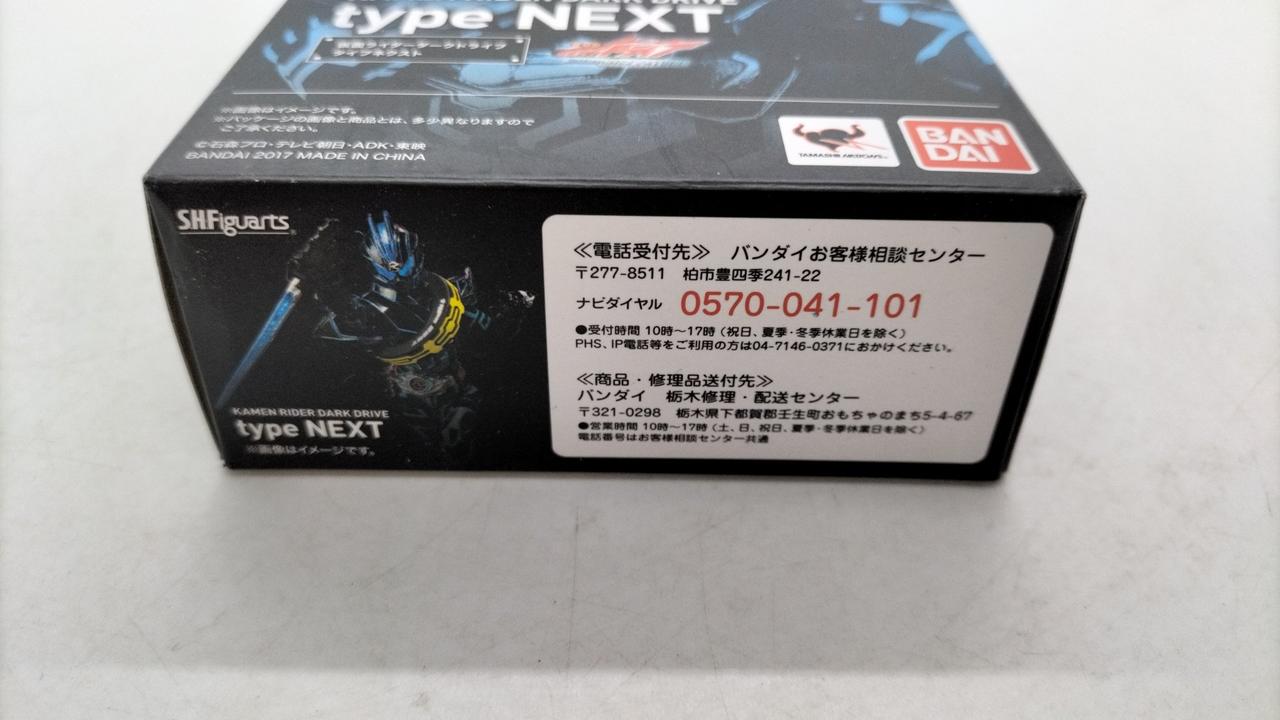 KAMEN RIDER DARK DRIVE
type NEXT
仮面ライダーダークドライブ
タイプネクスト
※画像はイメージです。
※パッケージの画像と商品とは、多少異なりますので
ご了承ください。
©石森プロ・テレビ朝日・ADK・東映
BANDAI 2017 MADE IN CHINA
TAMASHII NATIONS
BAN
DAI
S.H.Figuarts
KAMEN RIDER DARK DRIVE
type NEXT
※画像はイメージです。
≪電話受付先≫ バンダイお客様相談センター
〒277-8511 柏市豊四季241-22
ナビダイヤル 0570-041-101
●受付時間 10時～17時（祝日、夏季・冬季休業日を除く）
PHS、IP電話等をご利用の方は04-7146-0371におかけください。
≪商品・修理品送付先≫
バンダイ 栃木修理・配送センター
〒321-0298 栃木県下都賀郡壬生町おもちゃのまち5-4-67
●営業時間 10時～17時（土、日、祝日、夏季・冬季休業日を除く）
電話番号はお客様相談センター共通